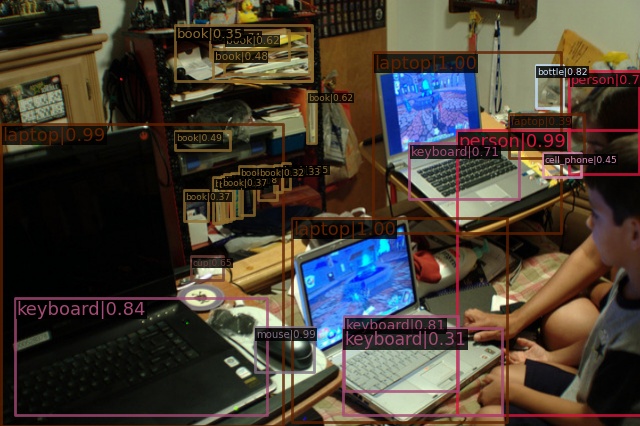 book|0.35
book|0.62
book|0.48
laptop|1.00
bottle|0.82
person|0.7
book|0.62
laptop|0.39
laptop|0.99
book|0.49
person|0.99
keyboard|0.71
cell_phone|0.45
book|0.32
book|0.37
book|0.37
laptop|1.00
cup|0.65
keyboard|0.84
keyboard|0.81
mouse|0.99
keyboard|0.31